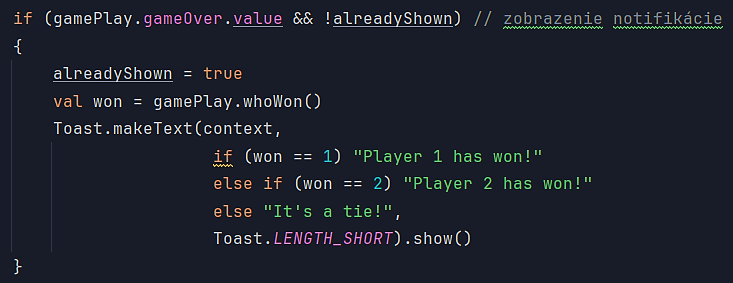 if (gamePlay.gameOver.value && !alreadyShown) // zobrazenie notifikácie
{
    alreadyShown = true
    val won = gamePlay.whoWon()
    Toast.makeText(context,
                    if (won == 1) "Player 1 has won!"
                    else if (won == 2) "Player 2 has won!"
                    else "It's a tie!",
                    Toast.LENGTH_SHORT).show()
}